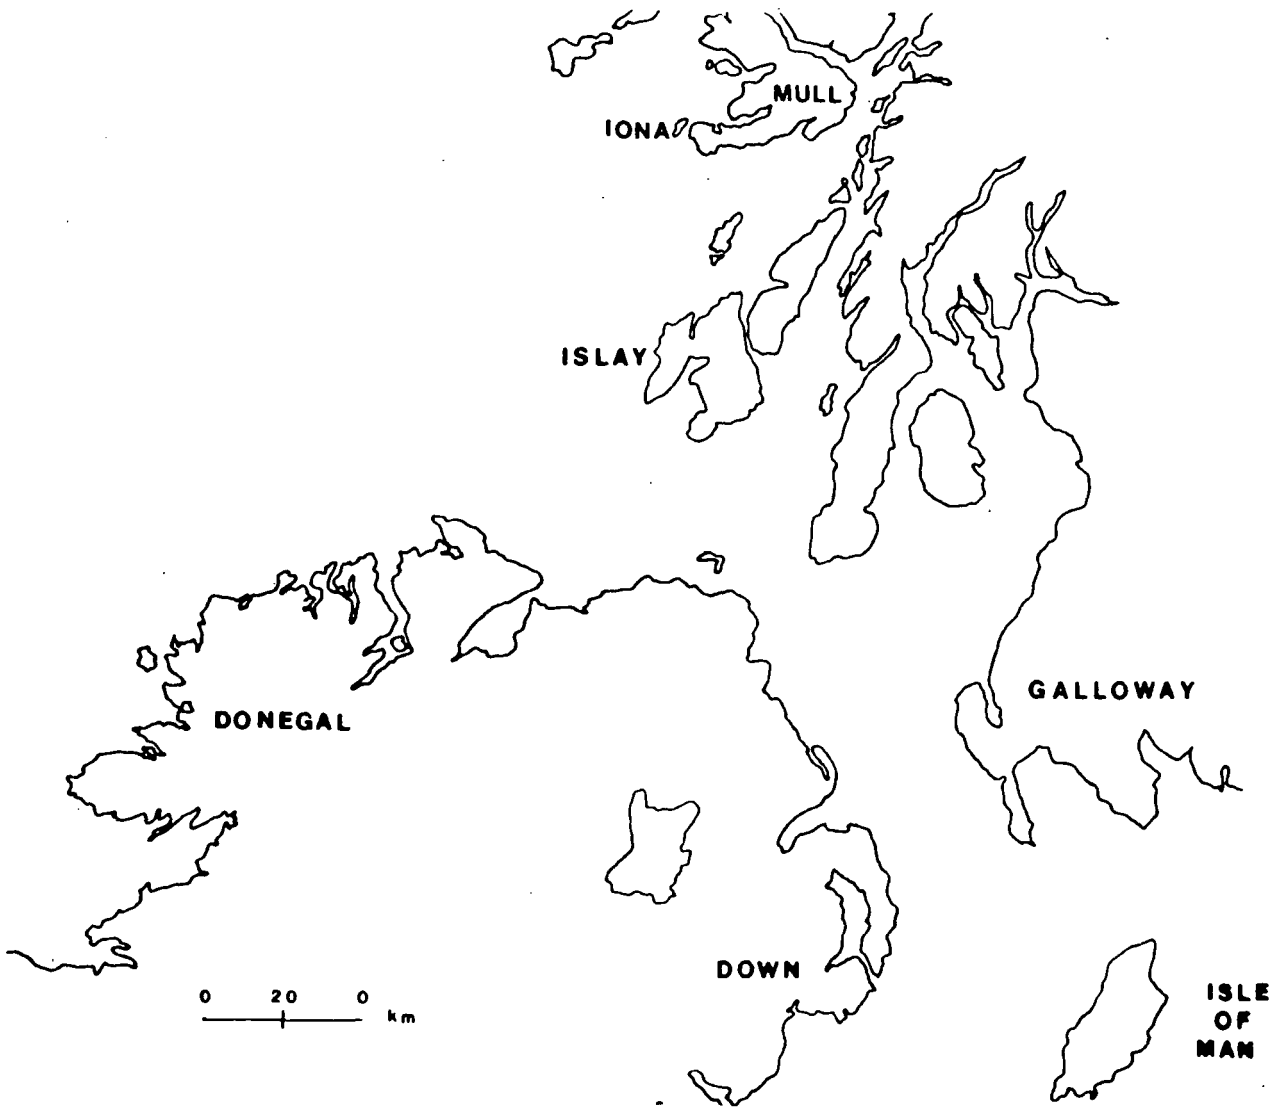 MULL
IONA
ISLAY
GALLOWAY
DONEGAL
DOWN
ISLE
OF
MAN
0 20 0 km